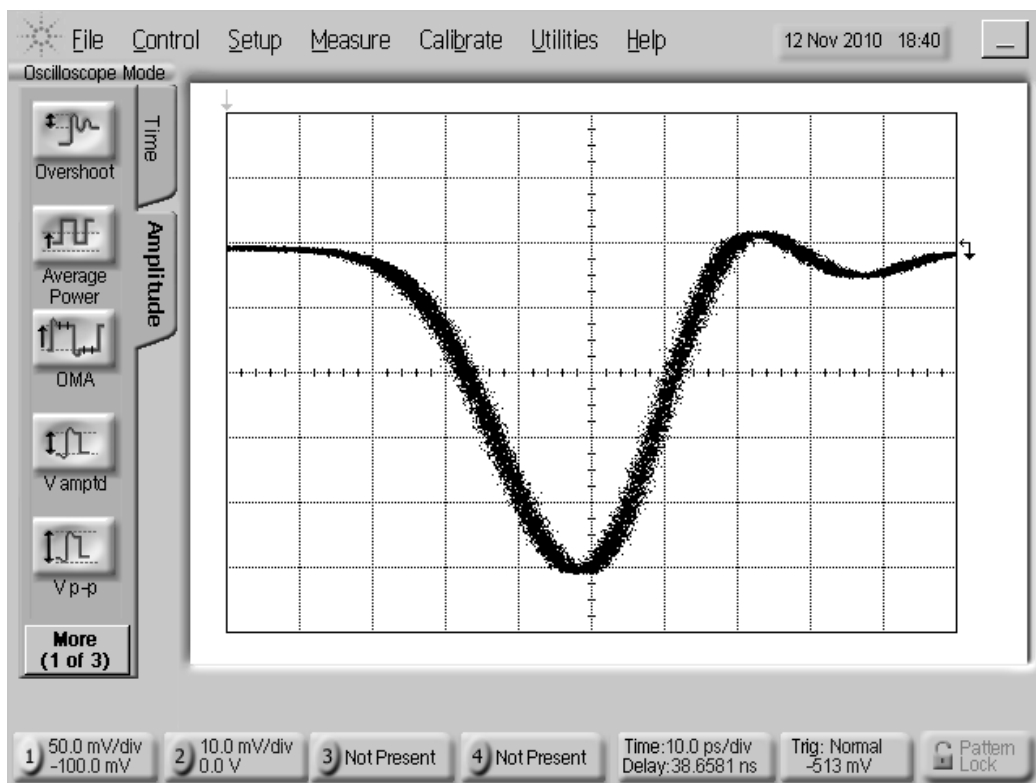 File Control Setup Measure Calibrate Utilities Help 12 Nov 2010 18:40
Oscilloscope Mode
Time
Amplitude
Overshoot
Average
Power
OMA
V amptd
V p-p
More
(1 of 3)
1 50.0 mV/div
-100.0 mV
2 10.0 mV/div
0.0 V
3 Not Present
4 Not Present
Time:10.0 ps/div
Delay:38.6581 ns
Trig: Normal
-513 mV
Pattern
Lock